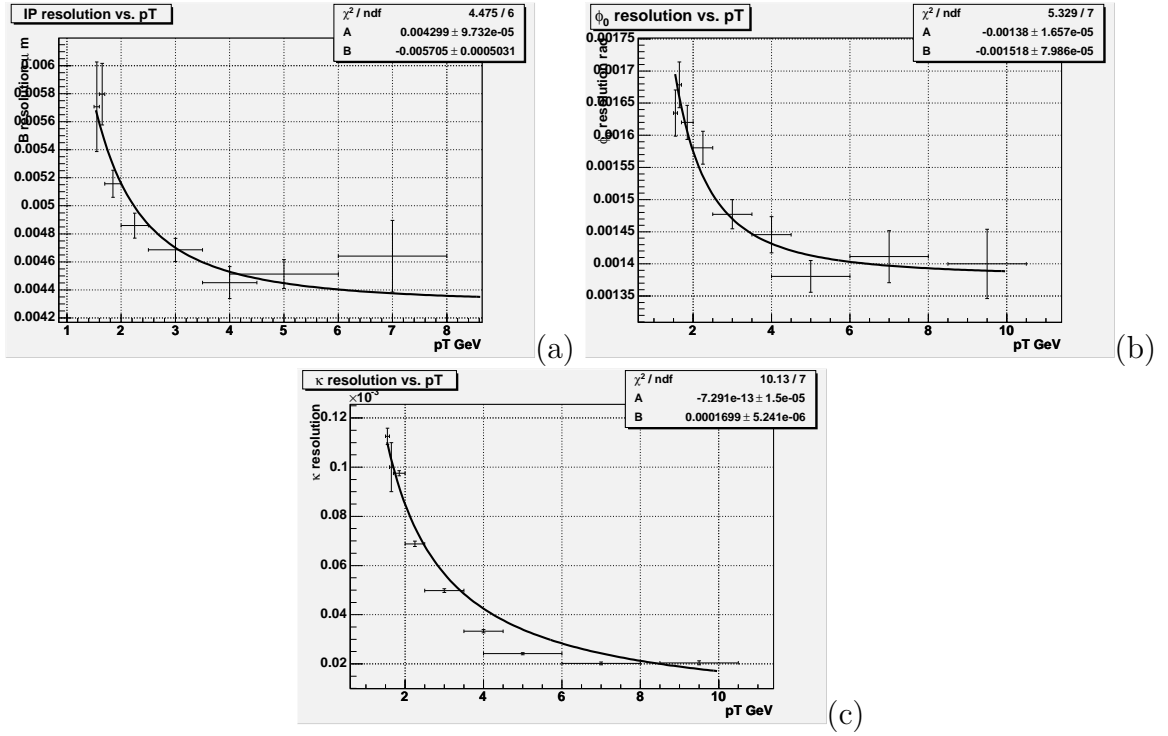 IP resolution vs. pT
χ² / ndf 4.475 / 6
A 0.004299 ± 9.732e-05
B -0.005705 ± 0.0005031
B resolution μ m
0.006
0.0058
0.0056
0.0054
0.0052
0.005
0.0048
0.0046
0.0044
0.0042
1 2 3 4 5 6 7 8
pT GeV
(a)
ϕ₀ resolution vs. pT
χ² / ndf 5.329 / 7
A -0.00138 ± 1.657e-05
B -0.001518 ± 7.986e-05
resolution rad
0.00175
0.0017
0.00165
0.0016
0.00155
0.0015
0.00145
0.0014
0.00135
2 4 6 8 10
pT GeV
(b)
κ resolution vs. pT
χ² / ndf 10.13 / 7
A -7.291e-13 ± 1.5e-05
B 0.0001699 ± 5.241e-06
×10⁻³
κ resolution
0.12
0.1
0.08
0.06
0.04
0.02
2 4 6 8 10
pT GeV
(c)